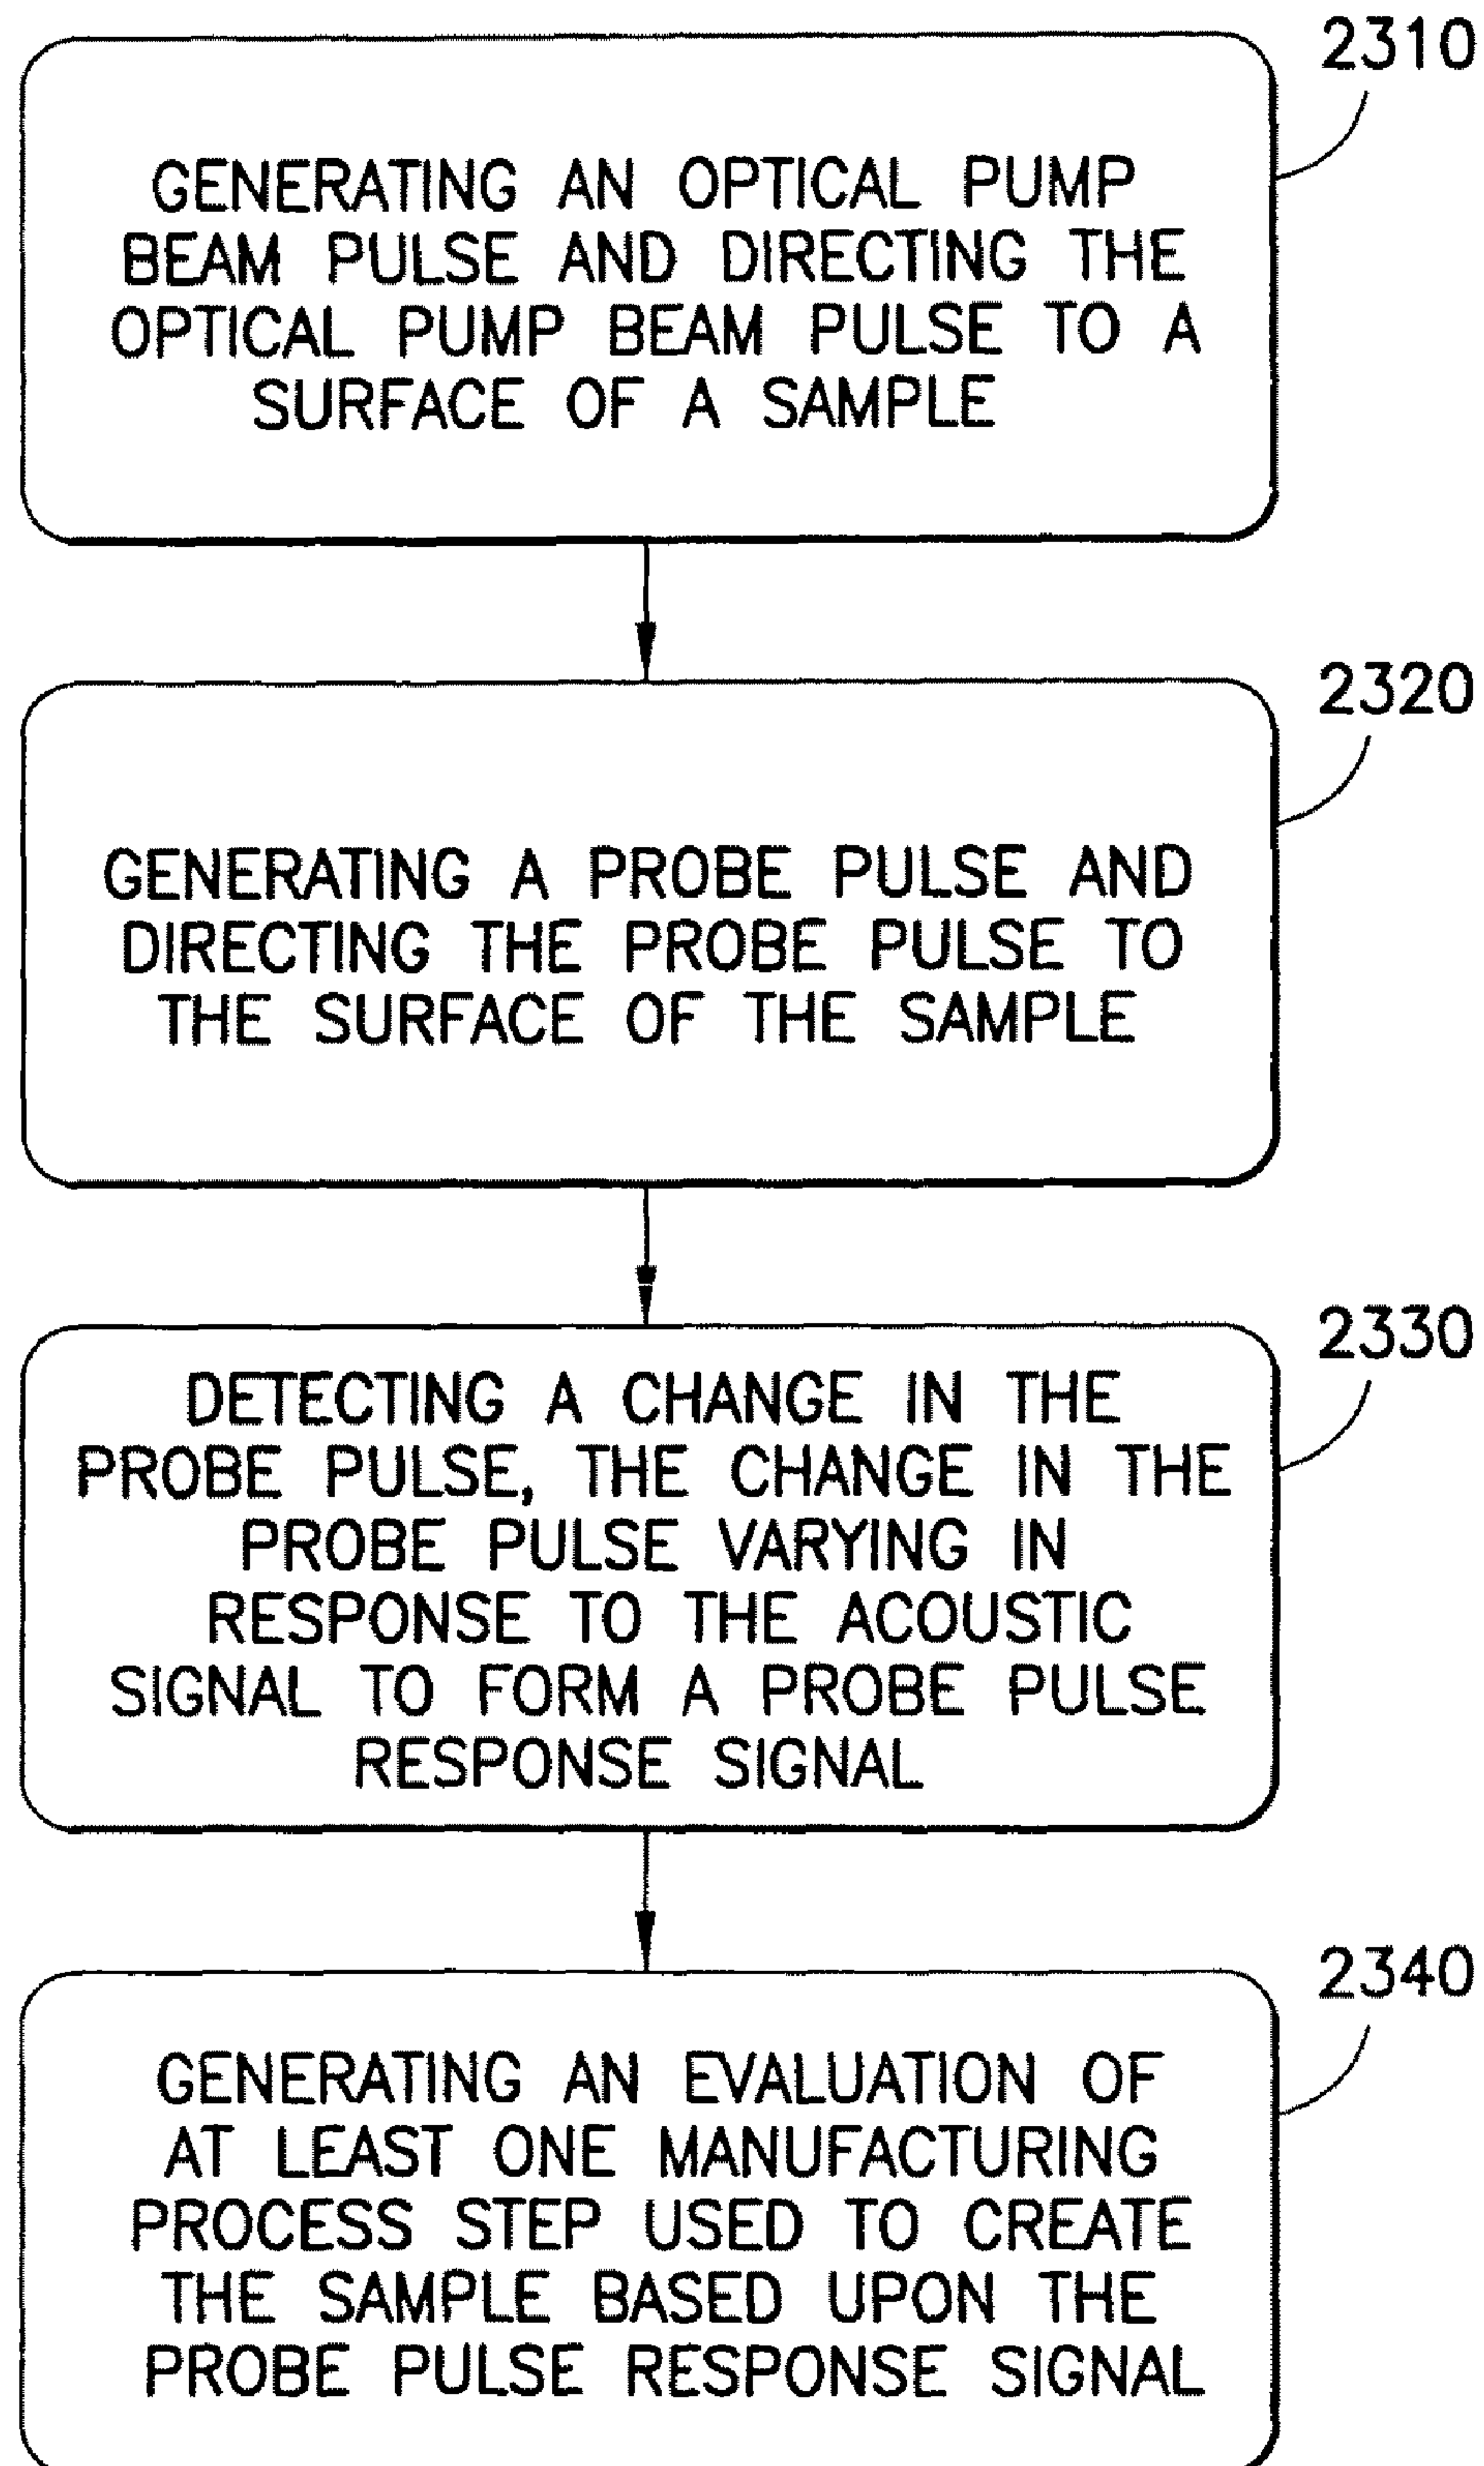 2310
GENERATING AN OPTICAL PUMP
BEAM PULSE AND DIRECTING THE
OPTICAL PUMP BEAM PULSE TO A
SURFACE OF A SAMPLE
2320
GENERATING A PROBE PULSE AND
DIRECTING THE PROBE PULSE TO
THE SURFACE OF THE SAMPLE
2330
DETECTING A CHANGE IN THE
PROBE PULSE, THE CHANGE IN THE
PROBE PULSE VARYING IN
RESPONSE TO THE ACOUSTIC
SIGNAL TO FORM A PROBE PULSE
RESPONSE SIGNAL
2340
GENERATING AN EVALUATION OF
AT LEAST ONE MANUFACTURING
PROCESS STEP USED TO CREATE
THE SAMPLE BASED UPON THE
PROBE PULSE RESPONSE SIGNAL